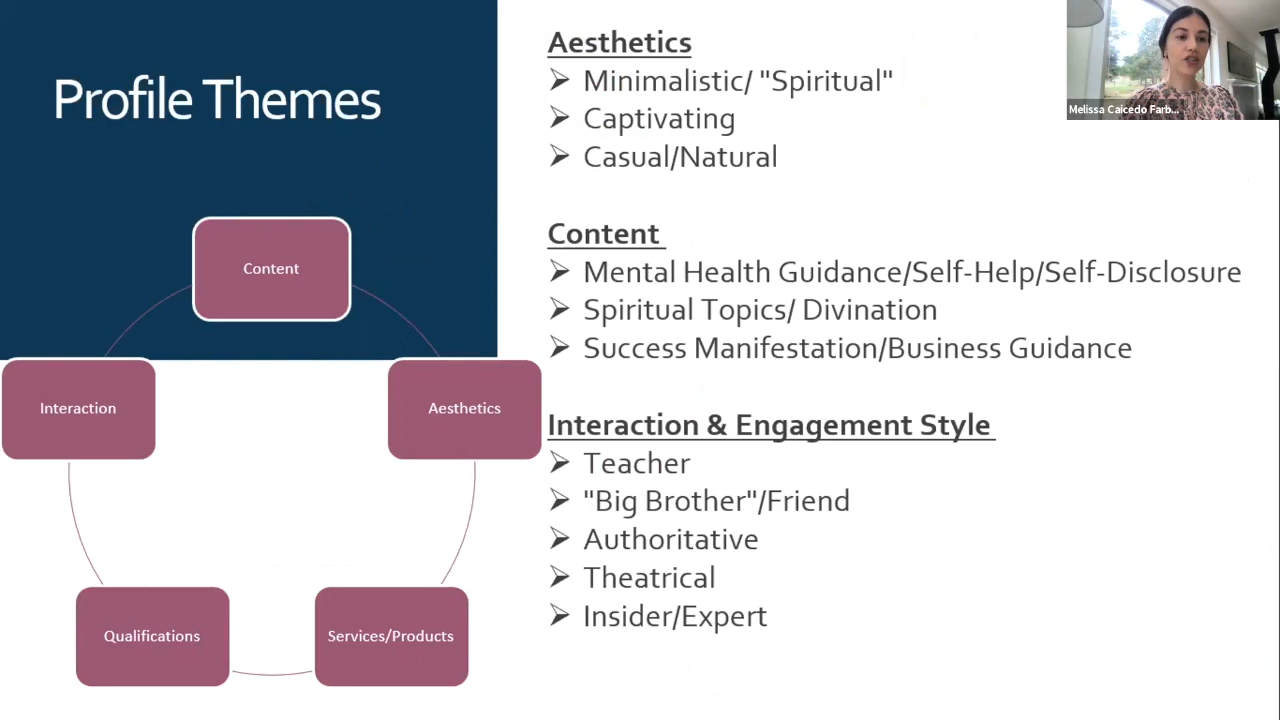 Profile Themes
Content
Interaction
Aesthetics
Qualifications
Services/Products
Aesthetics
Minimalistic/ "Spiritual"
Captivating
Casual/Natural
Content
Mental Health Guidance/Self-Help/Self-Disclosure
Spiritual Topics/ Divination
Success Manifestation/Business Guidance
Interaction & Engagement Style
Teacher
"Big Brother"/Friend
Authoritative
Theatrical
Insider/Expert
Melissa Caicedo Farb...